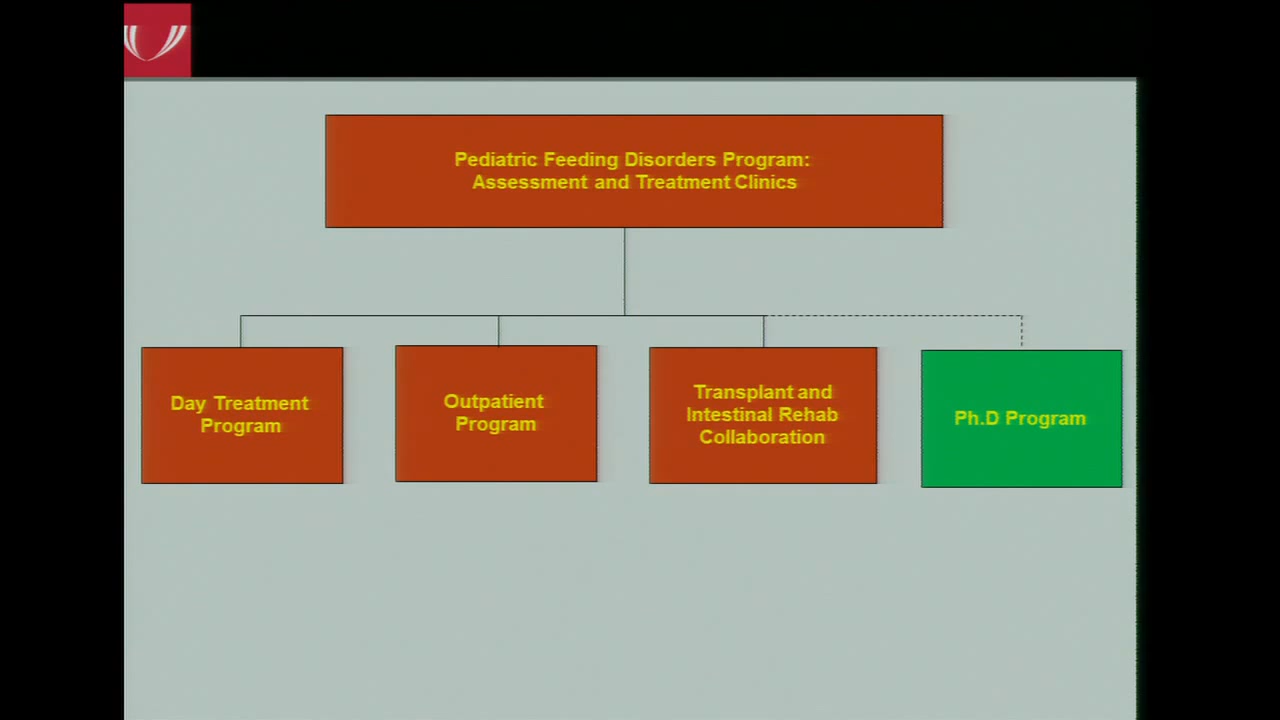 Pediatric Feeding Disorders Program:
Assessment and Treatment Clinics
Day Treatment
Program
Outpatient
Program
Transplant and
Intestinal Rehab
Collaboration
Ph.D Program